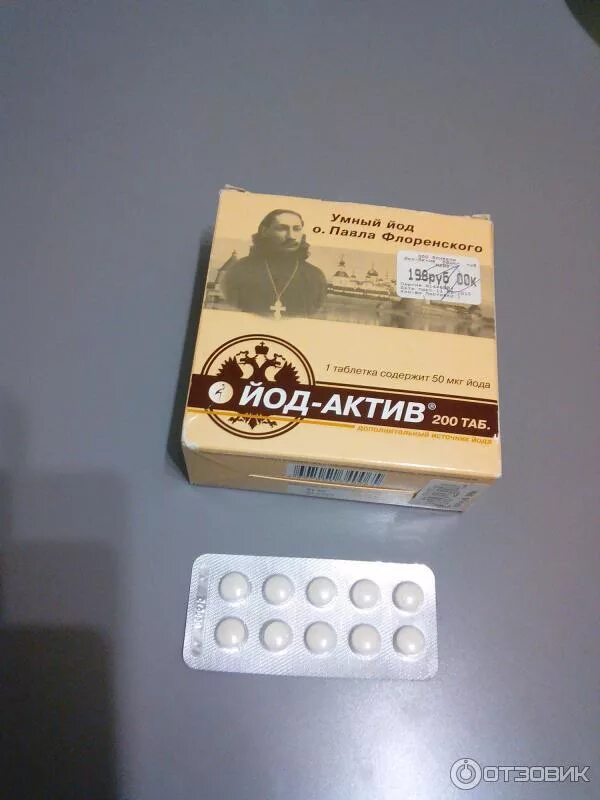 Умный йод
о. Павла Флоренского
198руб 00к
1 таблетка содержит 50 мкг йода
ЙОД-АКТИВ® 200 ТАБ.
дополнительный источник йода
ОТЗОВИК